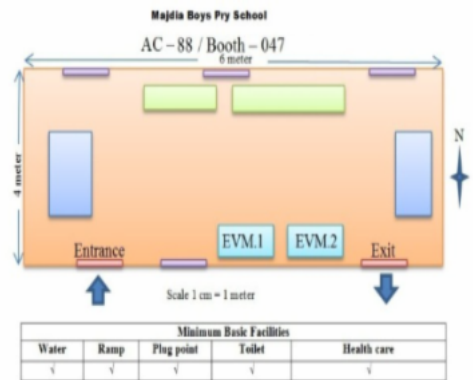 Majdia Boys Pry School
AC – 88 / Booth – 047
6 meter
4 meter
N
EVM.1 EVM.2
Entrance Exit
Scale 1 cm = 1 meter
Minimum Basic Facilities
Water Ramp Plug point Toilet Health care
√ √ √ √ √